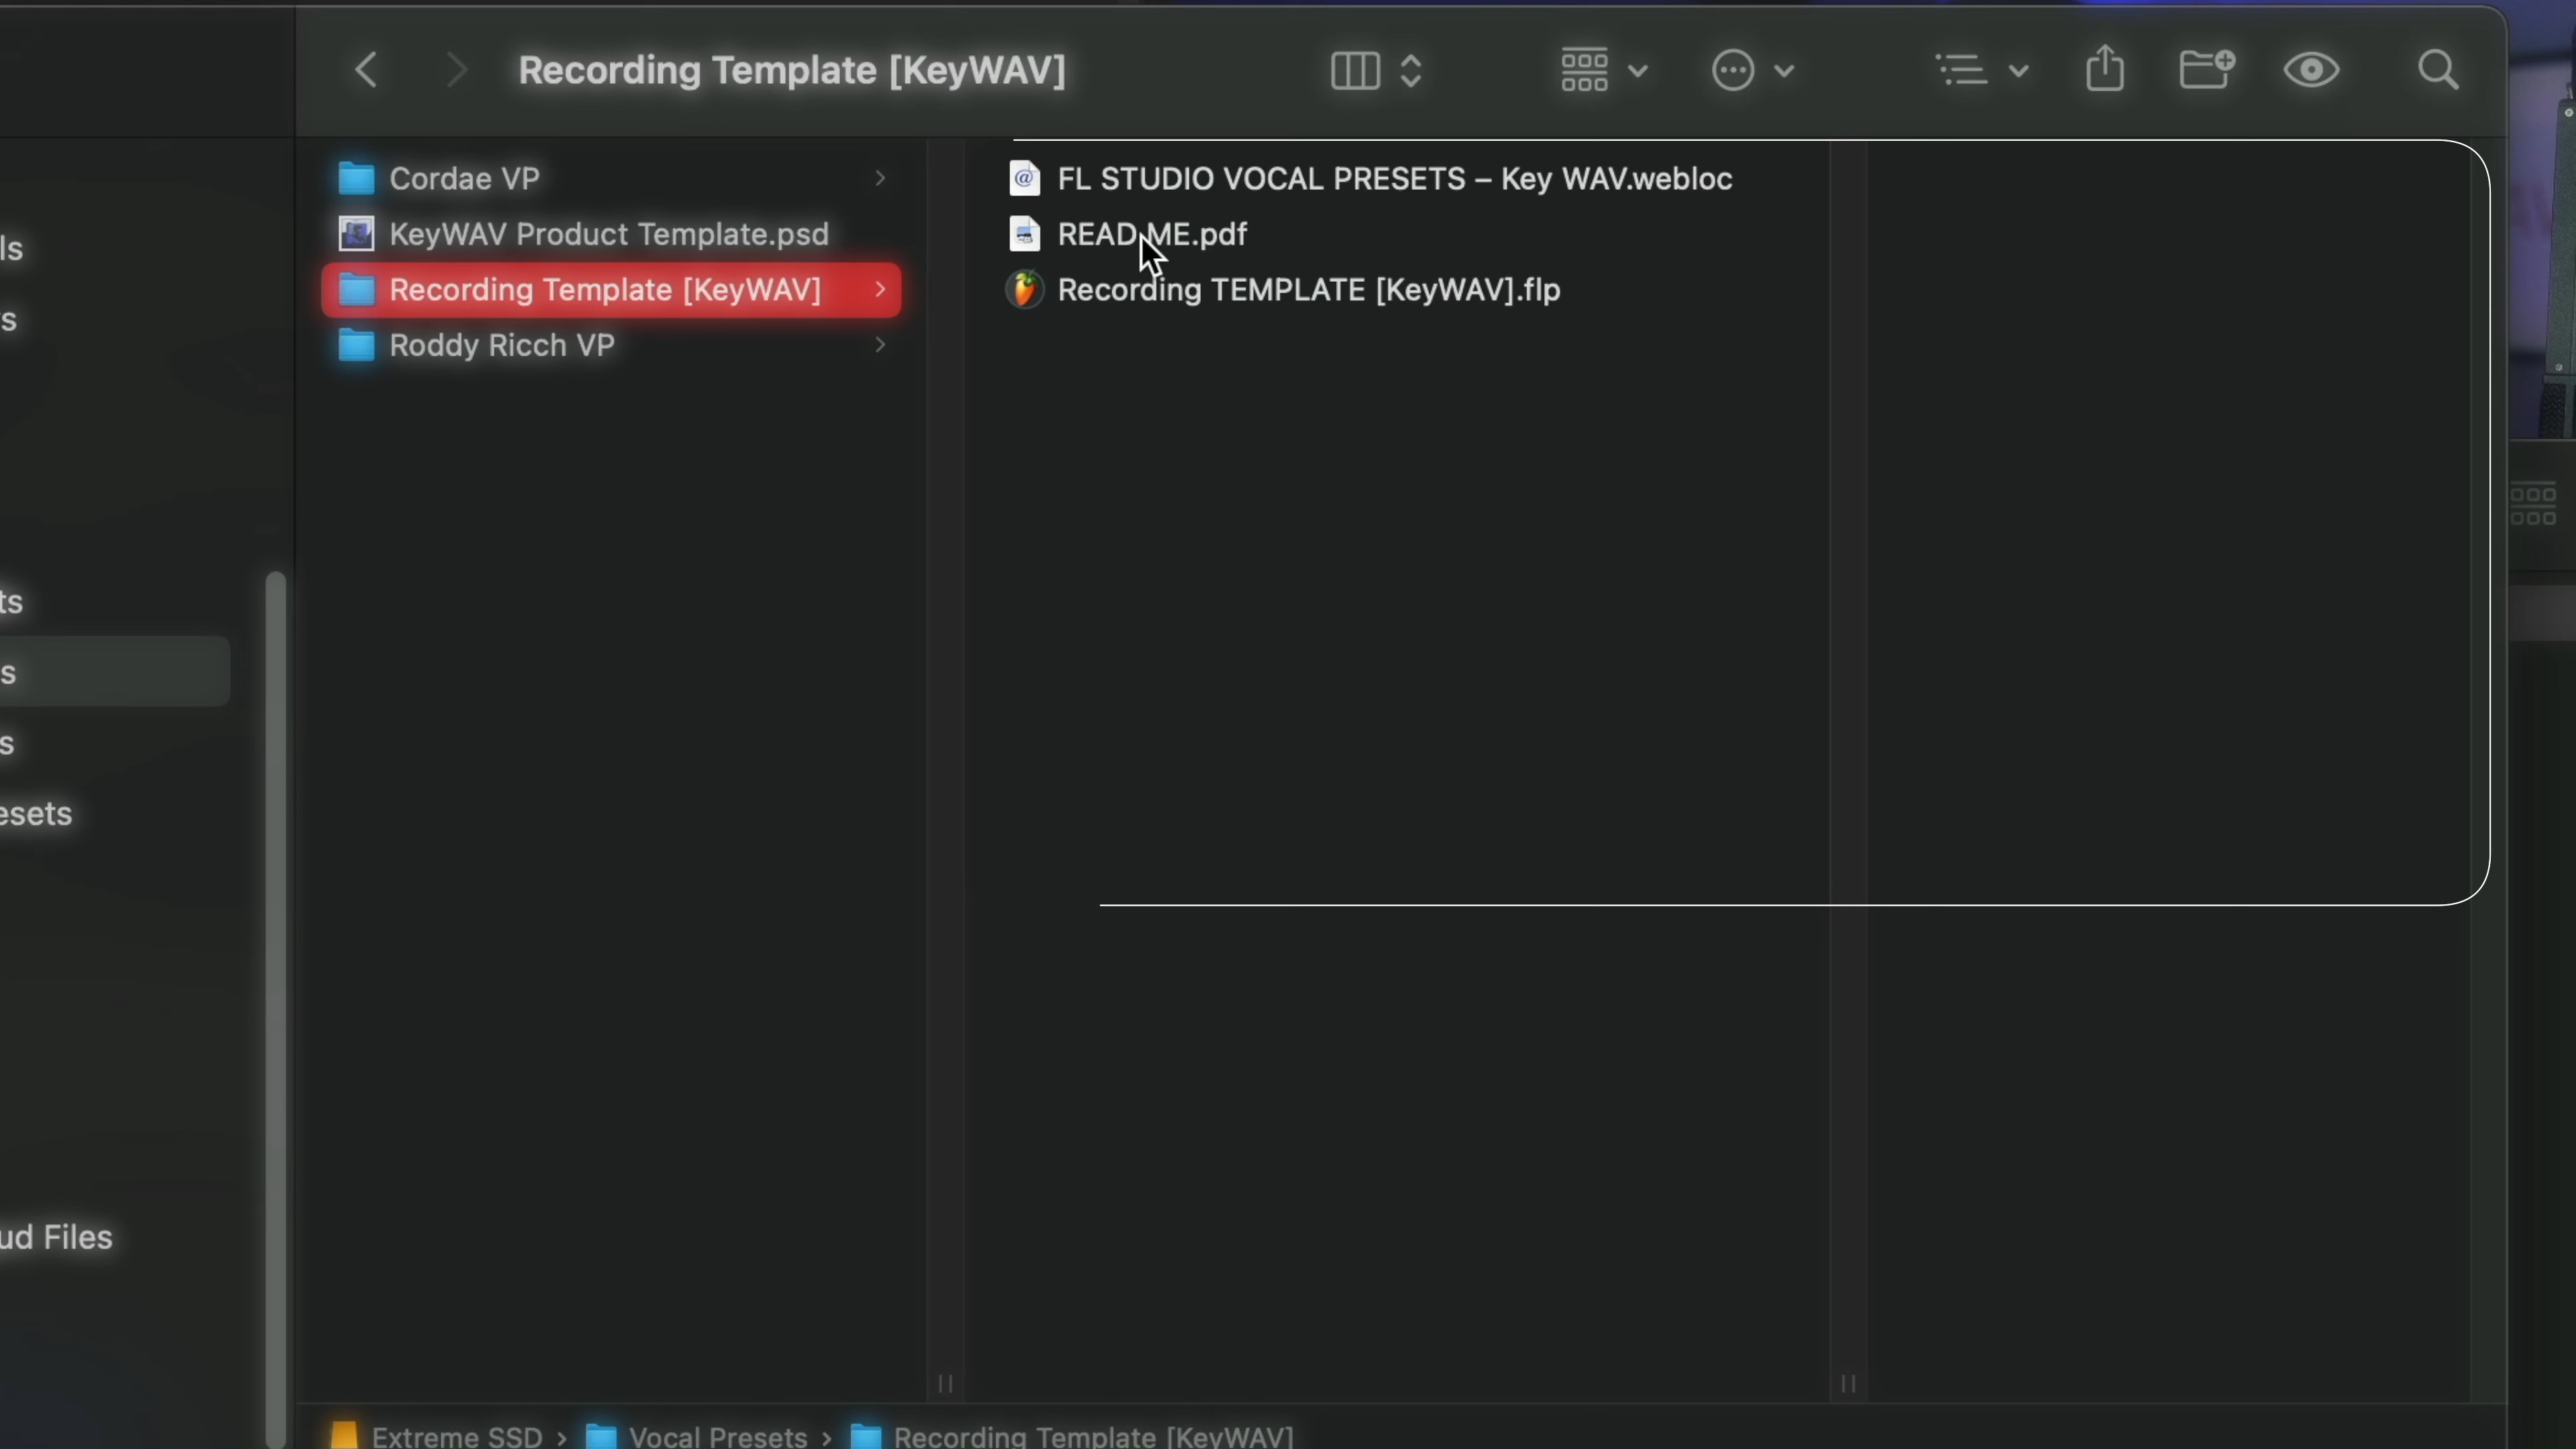 Recording Template [KeyWAV]
Cordae VP
KeyWAV Product Template.psd
Recording Template [KeyWAV]
Roddy Ricch VP
FL STUDIO VOCAL PRESETS – Key WAV.webloc
READ ME.pdf
Recording TEMPLATE [KeyWAV].flp
ls
s
ts
s
s
esets
ud Files
Extreme SSD › Vocal Presets › Recording Template [KeyWAV]